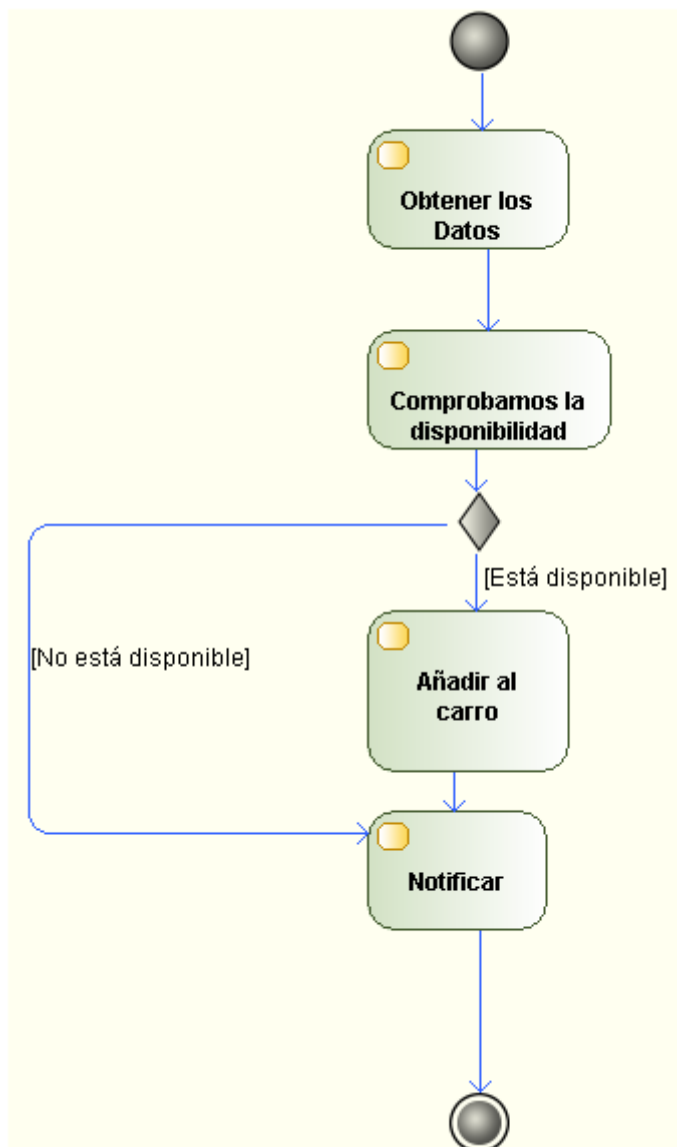 Obtener los
Datos
Comprobamos la
disponibilidad
[Está disponible]
[No está disponible]
Añadir al
carro
Notificar